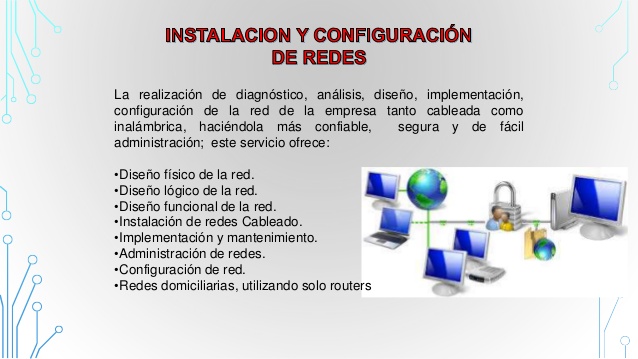 INSTALACION Y CONFIGURACIÓN
DE REDES
La realización de diagnóstico, análisis, diseño, implementación,
configuración de la red de la empresa tanto cableada como
inalámbrica, haciéndola más confiable, segura y de fácil
administración; este servicio ofrece:
•Diseño físico de la red.
•Diseño lógico de la red.
•Diseño funcional de la red.
•Instalación de redes Cableado.
•Implementación y mantenimiento.
•Administración de redes.
•Configuración de red.
•Redes domiciliarias, utilizando solo routers